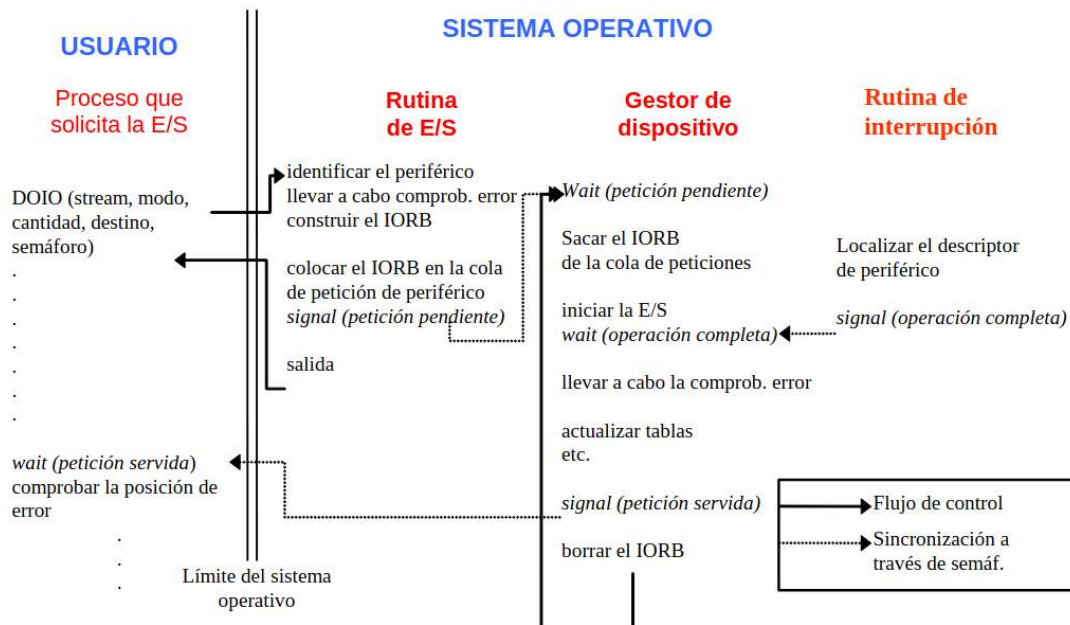 USUARIO
SISTEMA OPERATIVO
Proceso que
solicita la E/S
Rutina
de E/S
Gestor de
dispositivo
Rutina de
interrupción
DOIO (stream, modo,
cantidad, destino,
semáforo)
.
.
.
.
.
.
.
wait (petición servida)
comprobar la posición de
error
.
.
.
Límite del sistema
operativo
identificar el periférico
llevar a cabo comprob. error
construir el IORB
colocar el IORB en la cola
de petición de periférico
signal (petición pendiente)
salida
Wait (petición pendiente)
Sacar el IORB
de la cola de peticiones
iniciar la E/S
wait (operación completa)
llevar a cabo la comprob. error
actualizar tablas
etc.
signal (petición servida)
borrar el IORB
Localizar el descriptor
de periférico
signal (operación completa)
Flujo de control
Sincronización a
través de semáf.